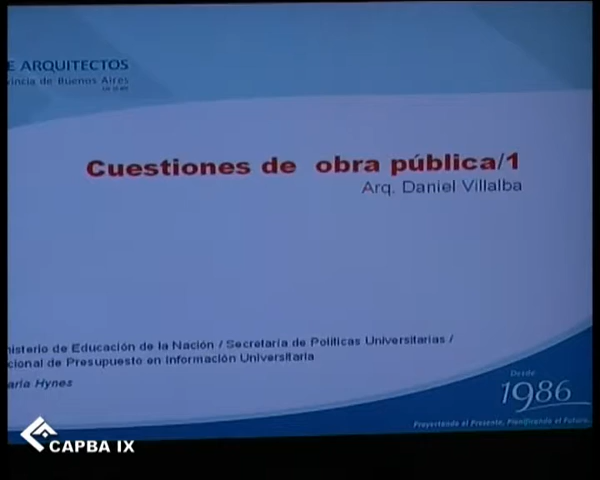 E ARQUITECTOS
vincia de Buenos Aires
Cuestiones de obra pública/1
Arq. Daniel Villalba
nisterio de Educación de la Nación / Secretaría de Políticas Universitarias /
cional de Presupuesto en Información Universitaria
aría Hynes
Desde
1986
Proyectando el Presente, Planificando el Futuro
CAPBA IX